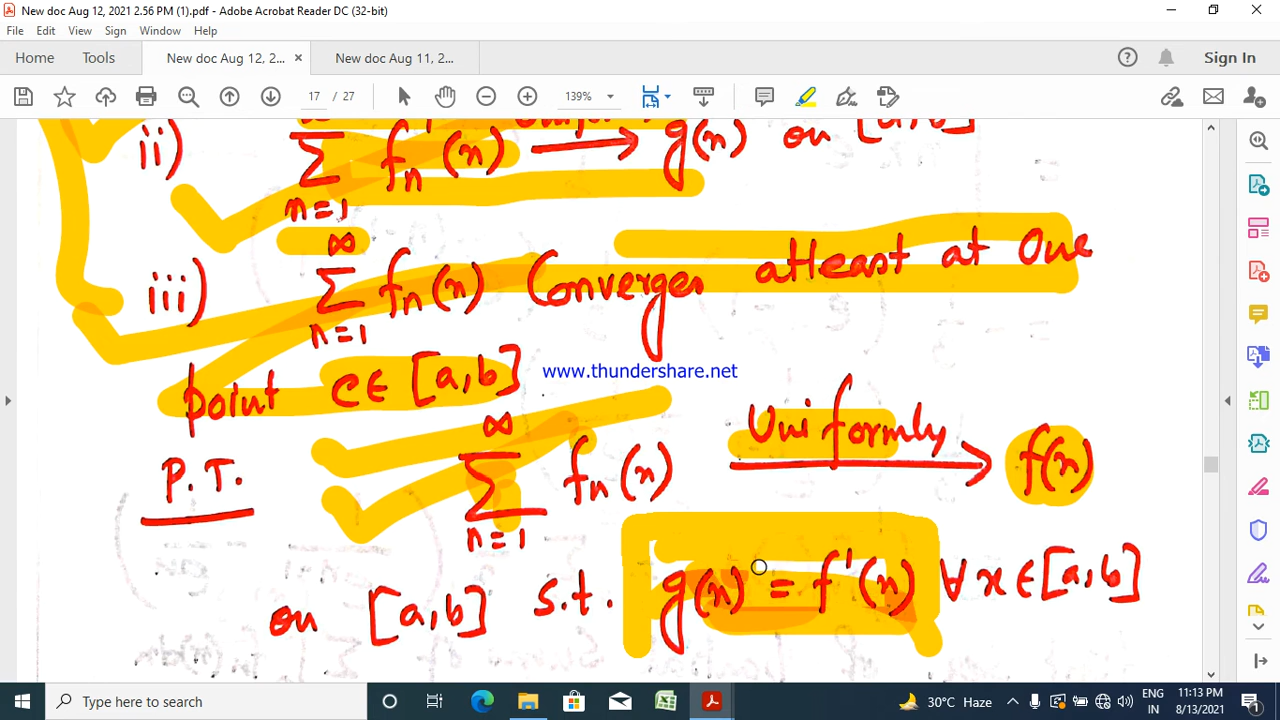 New doc Aug 12, 2021 2.56 PM (1).pdf - Adobe Acrobat Reader DC (32-bit)
File Edit View Sign Window Help
Home Tools New doc Aug 12, 2... × New doc Aug 11, 2... Sign In
17 / 27 139%
ii) ∑ n=1 fn'(x) → g(x) on [a,b]
iii) ∞ ∑ n=1 fn(x) Converges atleast at One
point c∈ [a,b]
www.thundershare.net
P.T. ∞ ∑ n=1 fn(x) Uniformly → f(x)
on [a,b] s.t. g(x) = f'(x) ∀x∈[a,b]
Type here to search
30°C Haze
ENG
IN
11:13 PM
8/13/2021
1